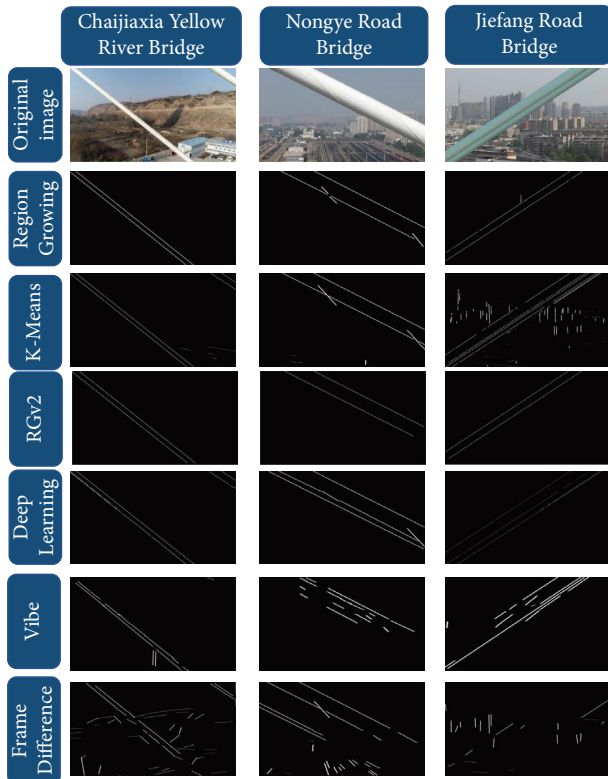 Chaijiaxia Yellow
River Bridge
Nongye Road
Bridge
Jiefang Road
Bridge
Original
image
Region
Growing
K-Means
RGv2
Deep
Learning
Vibe
Frame
Difference